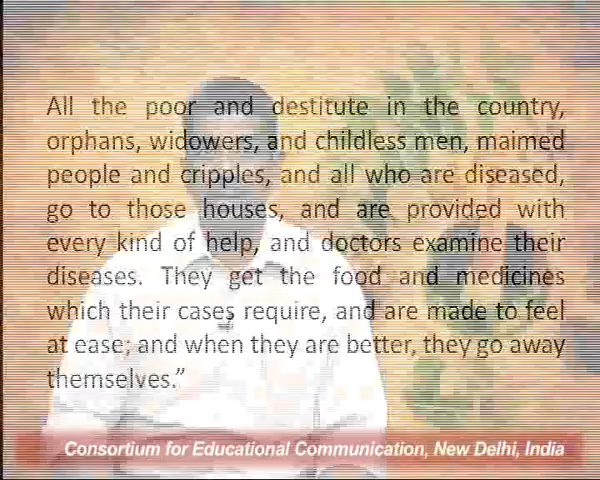 All the poor and destitute in the country,
orphans, widowers, and childless men, maimed
people and cripples, and all who are diseased,
go to those houses, and are provided with
every kind of help, and doctors examine their
diseases. They get the food and medicines
which their cases require, and are made to feel
at ease; and when they are better, they go away
themselves.”
Consortium for Educational Communication, New Delhi, India